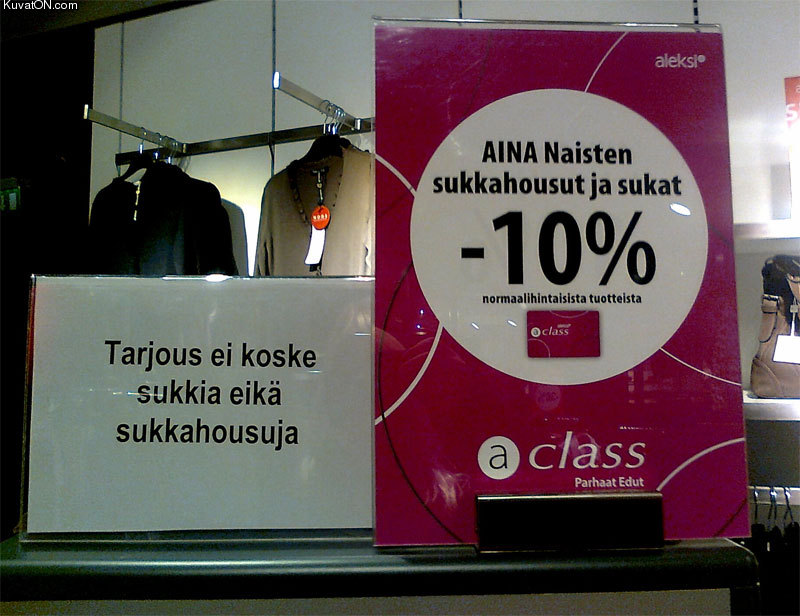 KuvatON.com
aleksi
AINA Naisten
sukkahousut ja sukat
-10%
normaalihintaisista tuotteista
a class
a class
Parhaat Edut
Tarjous ei koske
sukkia eikä
sukkahousuja